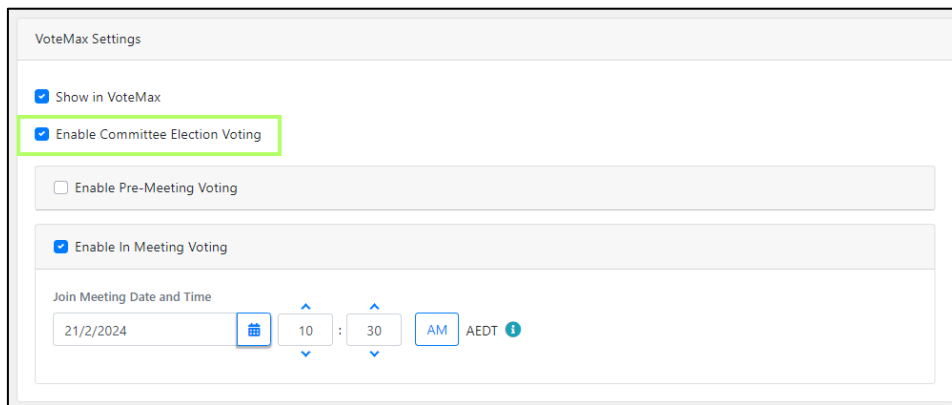 VoteMax Settings
Show in VoteMax
Enable Committee Election Voting
Enable Pre-Meeting Voting
Enable In Meeting Voting
Join Meeting Date and Time
21/2/2024 10 : 30 AM AEDT i